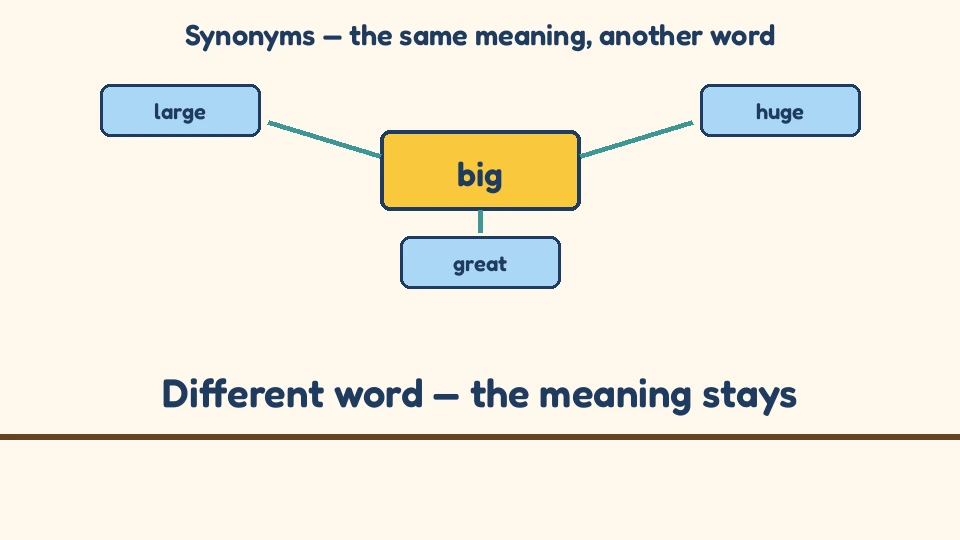 Synonyms — the same meaning, another word
large
huge
big
great
Different word — the meaning stays